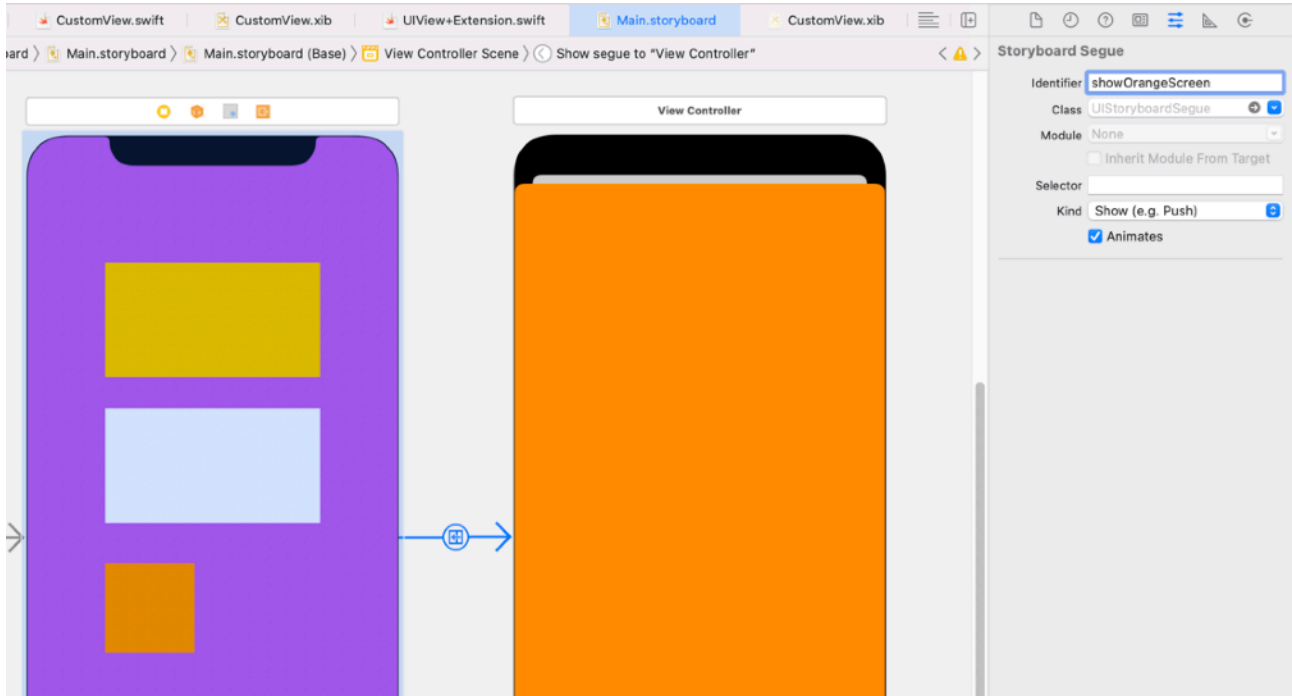 CustomView.swift CustomView.xib UIView+Extension.swift Main.storyboard CustomView.xib
ard Main.storyboard Main.storyboard (Base) View Controller Scene Show segue to "View Controller"
View Controller
Storyboard Segue
Identifier showOrangeScreen
Class UIStoryboardSegue
Module None
Inherit Module From Target
Selector
Kind Show (e.g. Push)
Animates